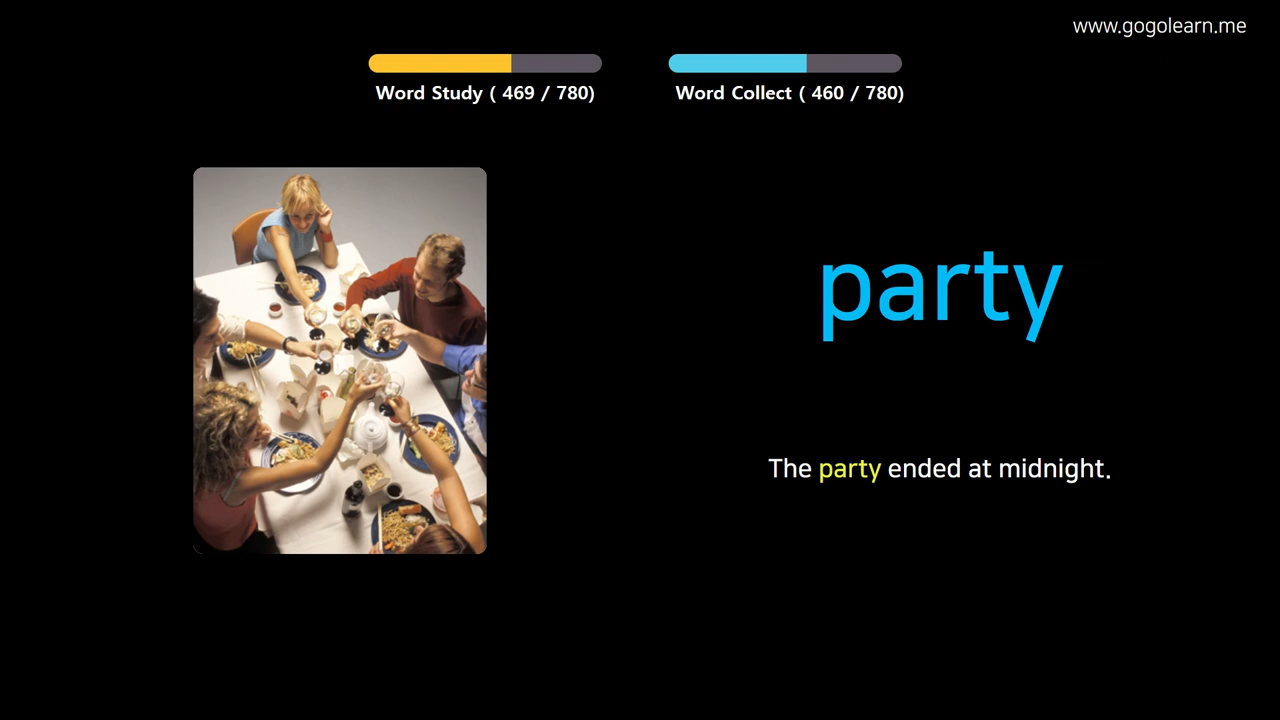 www.gogolearn.me
Word Study ( 469 / 780)
Word Collect ( 460 / 780)
party
The party ended at midnight.